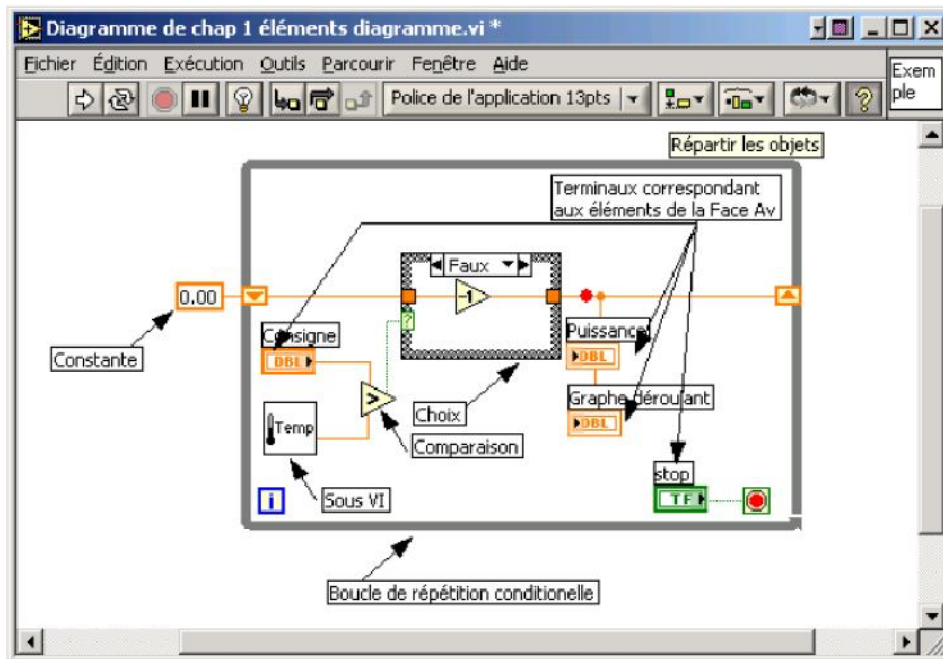 Diagramme de chap 1 éléments diagramme.vi *
Fichier Édition Exécution Outils Parcourir Fenêtre Aide
Police de l'application 13pts
Exem
ple
Répartir les objets
Terminaux correspondant
aux éléments de la Face Av
Faux
-1
0.00
?
Consigne
Puissance
DBL
DBL
Constante
Graphe déroulant
>
Choix
DBL
Temp
Comparaison
stop
Sous VI
TF
i
Boucle de répétition conditionelle